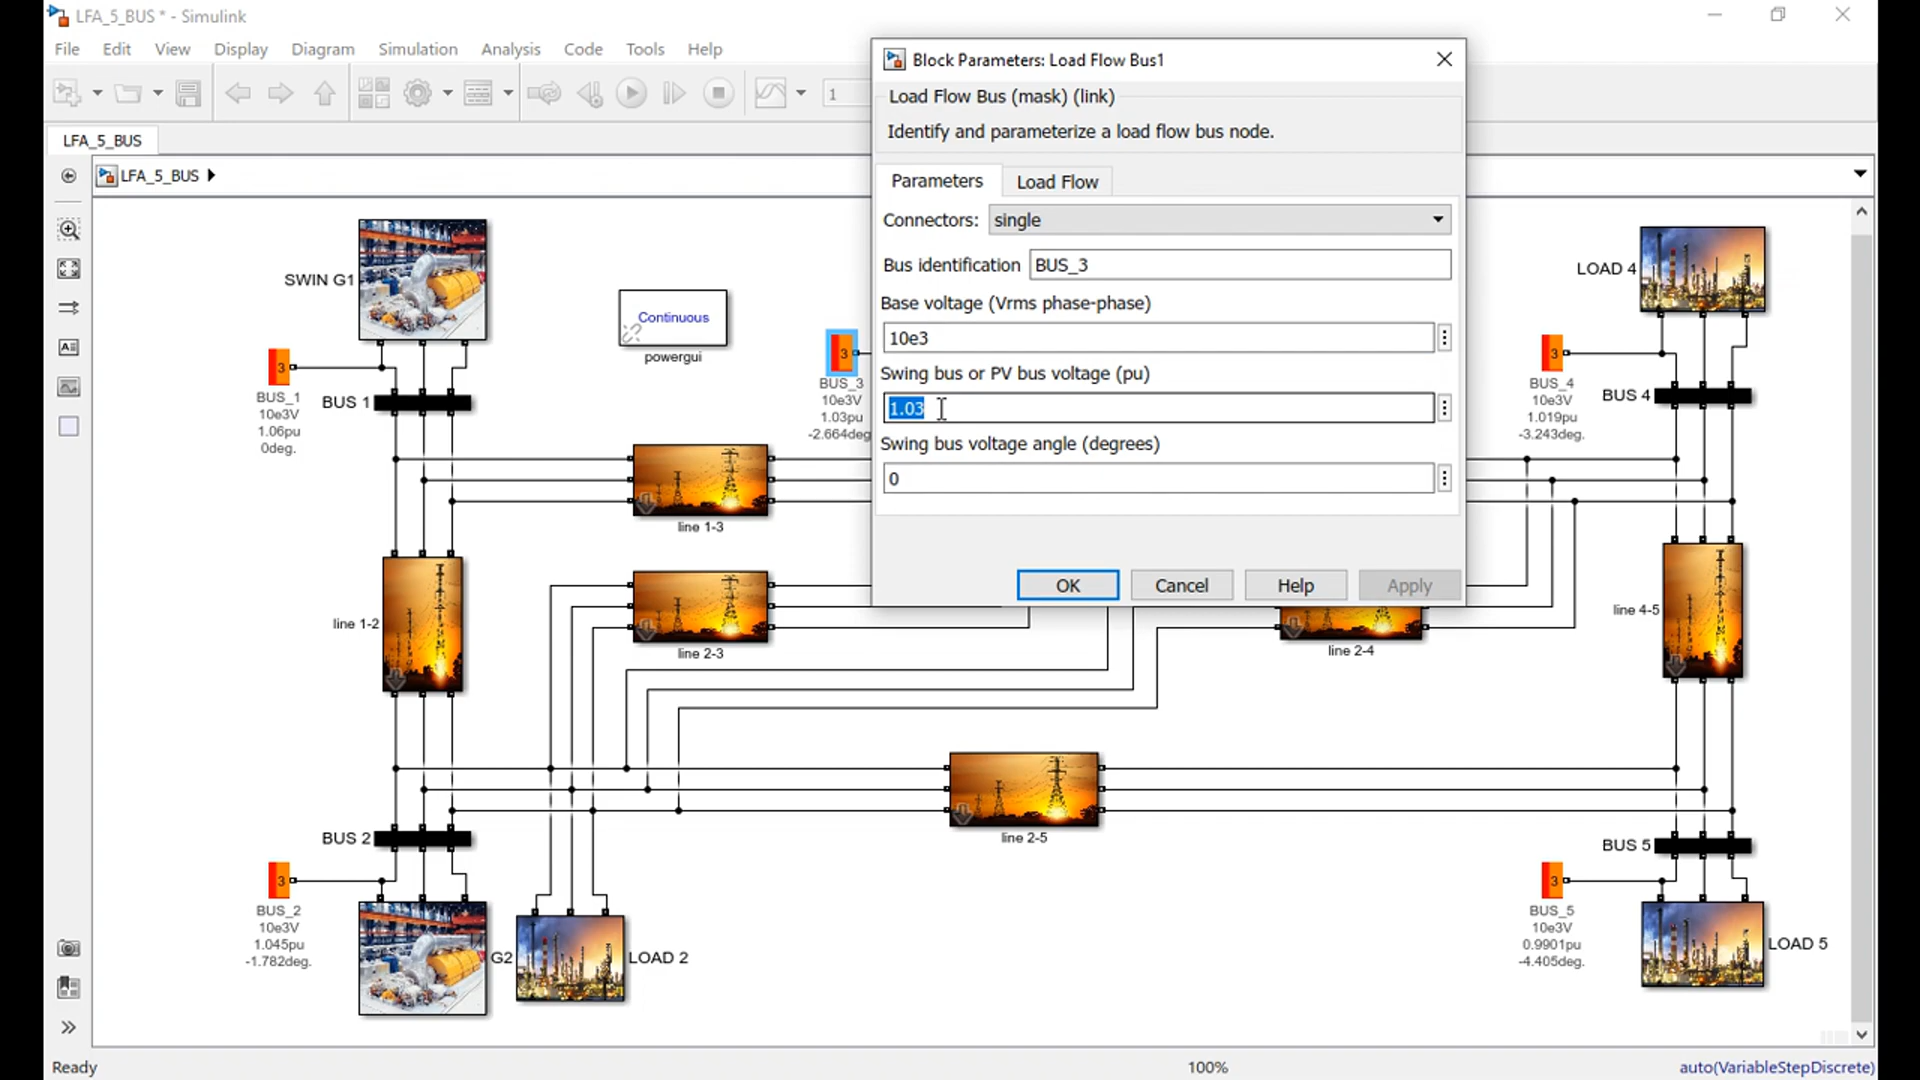 LFA_5_BUS * - Simulink
File Edit View Display Diagram Simulation Analysis Code Tools Help
1
LFA_5_BUS
LFA_5_BUS
Block Parameters: Load Flow Bus1
Load Flow Bus (mask) (link)
Identify and parameterize a load flow bus node.
Parameters Load Flow
Connectors: single
Bus identification BUS_3
Base voltage (Vrms phase-phase)
10e3
Swing bus or PV bus voltage (pu)
1.03
Swing bus voltage angle (degrees)
0
OK Cancel Help Apply
SWIN G1
3
BUS_1
10e3V
1.06pu
0deg.
BUS 1
Continuous
powergui
3
BUS_3
10e3V
1.03pu
-2.664deg
LOAD 4
3
BUS_4
10e3V
1.019pu
-3.243deg.
BUS 4
line 1-3
line 1-2
line 2-3
line 2-4
line 4-5
line 2-5
BUS 2
3
BUS_2
10e3V
1.045pu
-1.782deg.
G2
LOAD 2
BUS 5
3
BUS_5
10e3V
0.9901pu
-4.405deg.
LOAD 5
Ready
100%
auto(VariableStepDiscrete)